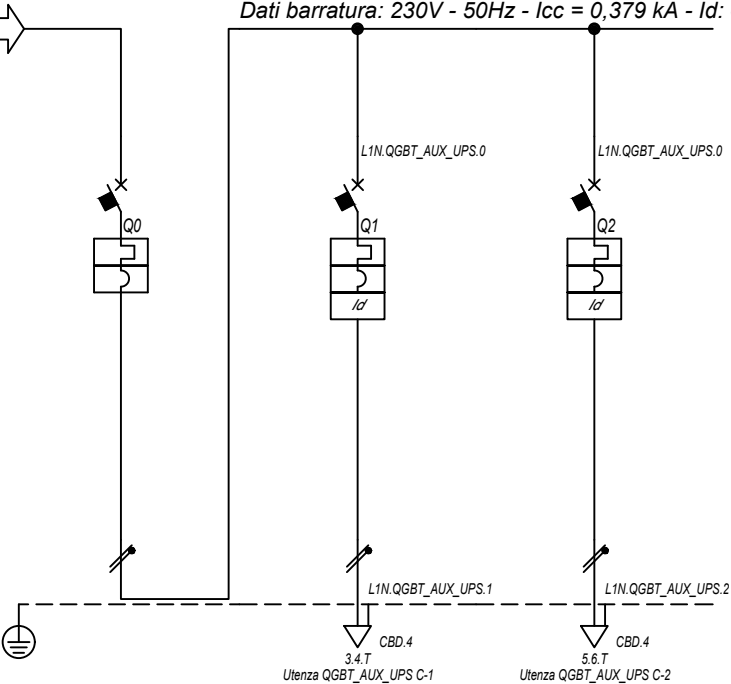 Dati barratura: 230V - 50Hz - Icc = 0,379 kA - Id:
L1N.QGBT_AUX_UPS.0
L1N.QGBT_AUX_UPS.0
Q0
Q1
Q2
Id
Id
L1N.QGBT_AUX_UPS.1
L1N.QGBT_AUX_UPS.2
CBD.4
CBD.4
3.4.T
5.6.T
Utenza QGBT_AUX_UPS C-1
Utenza QGBT_AUX_UPS C-2